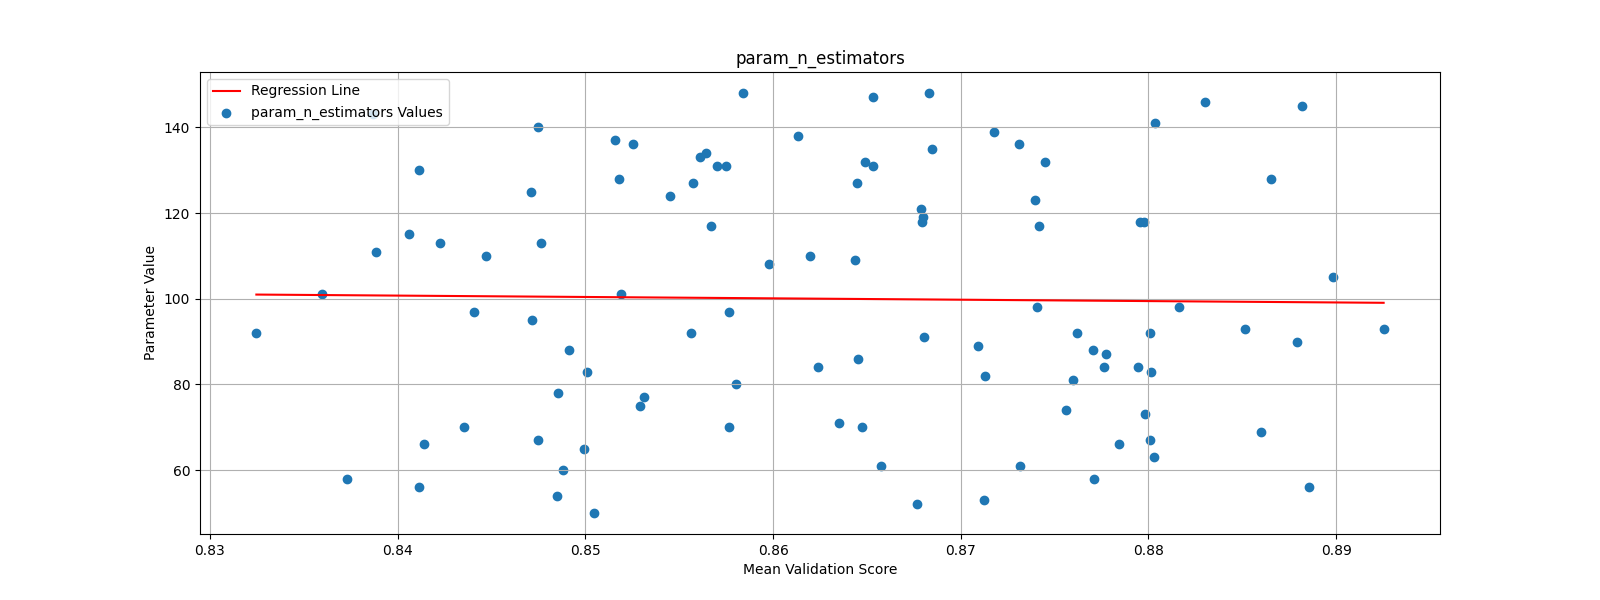 param_n_estimators
Regression Line
param_n_estimators Values
Parameter Value
140
120
100
80
60
0.83 0.84 0.85 0.86 0.87 0.88 0.89
Mean Validation Score